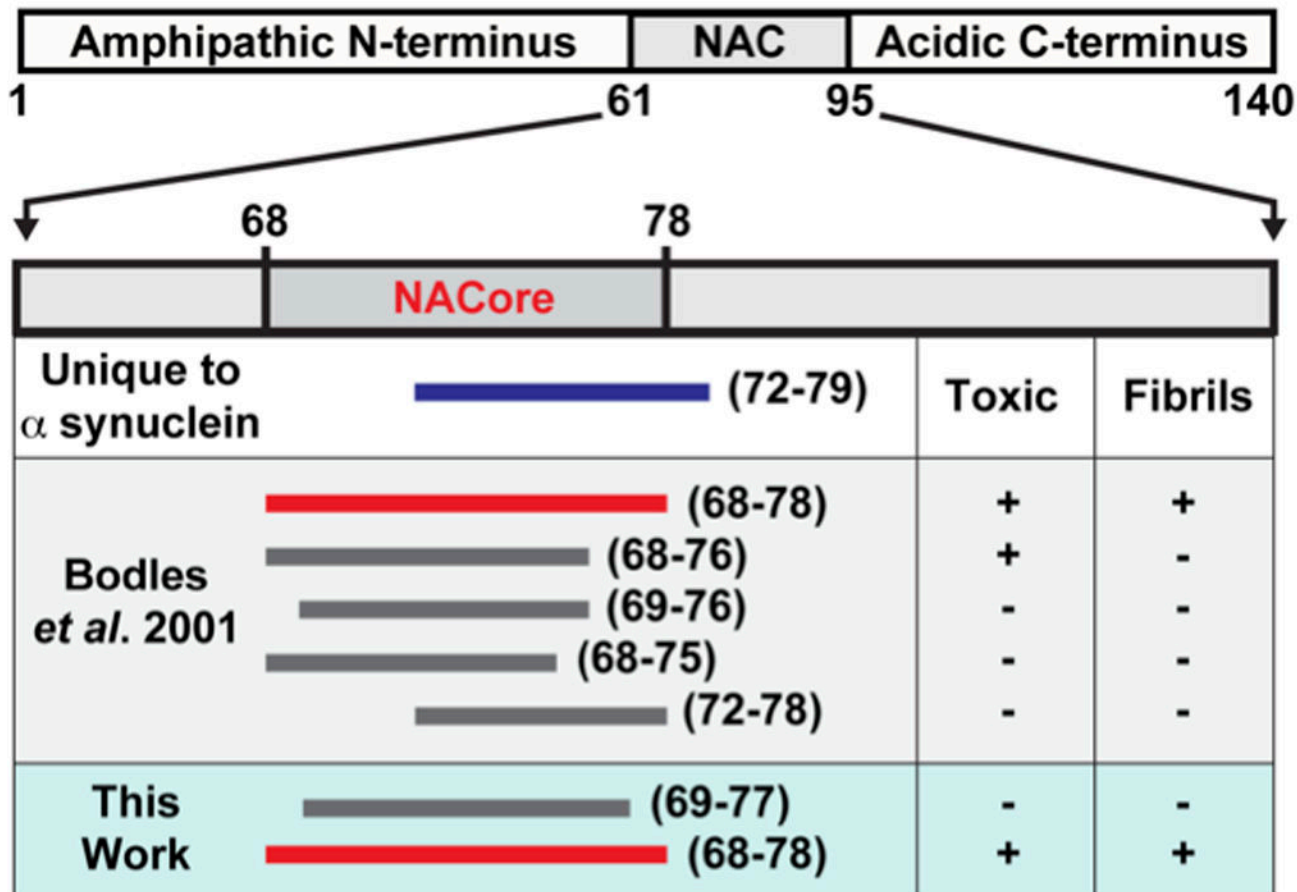 Amphipathic N-terminus NAC Acidic C-terminus
1 61 95 140
68 78
NACore
Unique to
α synuclein
(72-79) Toxic Fibrils
(68-78) + +
(68-76) + -
Bodles
et al. 2001
(69-76) - -
(68-75) - -
(72-78) - -
This
Work
(69-77) - -
(68-78) + +